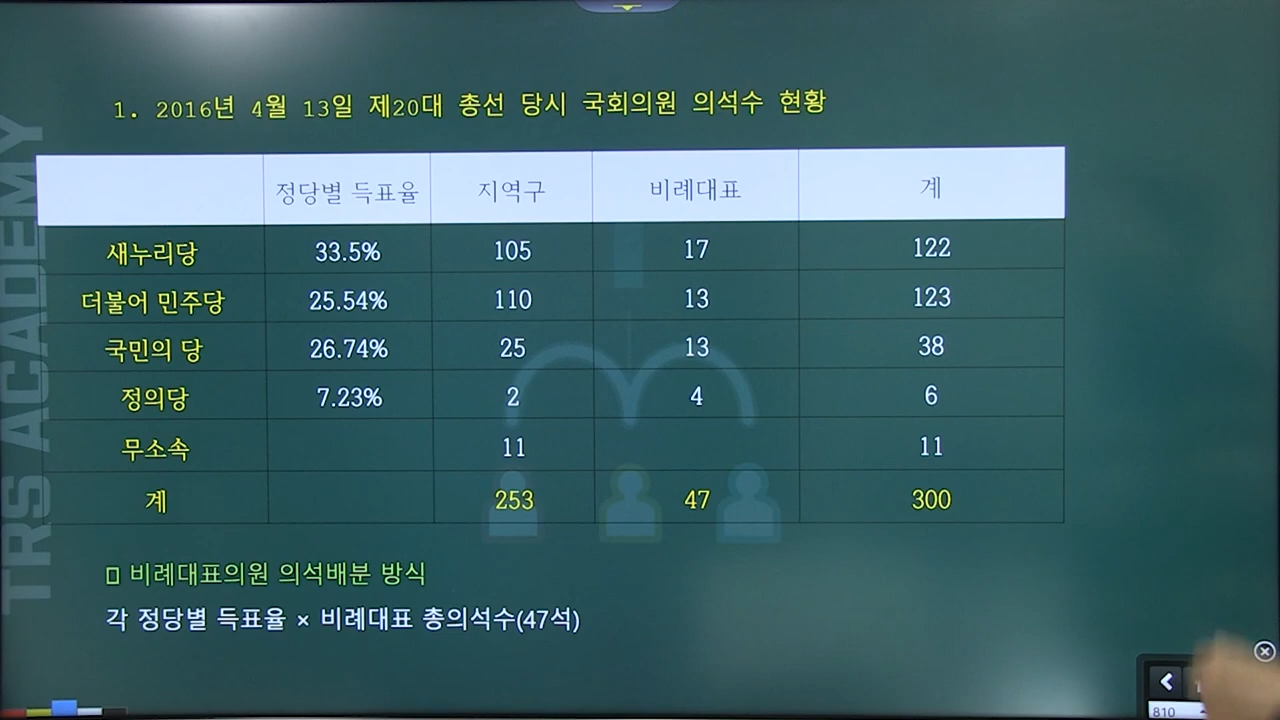 1. 2016년 4월 13일 제20대 총선 당시 국회의원 의석수 현황
정당별 득표율 지역구 비례대표 계
새누리당 33.5% 105 17 122
더불어 민주당 25.54% 110 13 123
국민의 당 26.74% 25 13 38
정의당 7.23% 2 4 6
무소속 11 11
계 253 47 300
비례대표의원 의석배분 방식
각 정당별 득표율 × 비례대표 총의석수(47석)
TRS ACADEMY
810